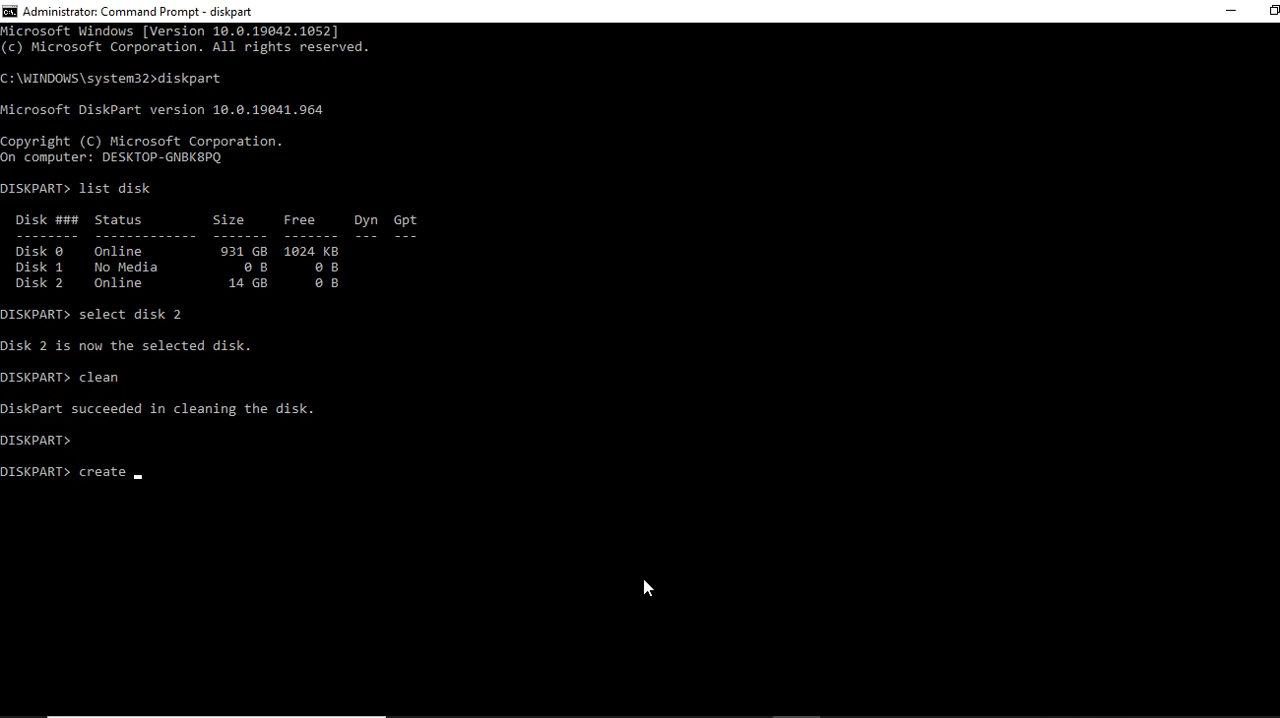 Administrator: Command Prompt - diskpart
Microsoft Windows [Version 10.0.19042.1052]
(c) Microsoft Corporation. All rights reserved.
C:\WINDOWS\system32>diskpart
Microsoft DiskPart version 10.0.19041.964
Copyright (C) Microsoft Corporation.
On computer: DESKTOP-GNBK8PQ
DISKPART> list disk
  Disk ###  Status         Size     Free     Dyn  Gpt
  --------  -------------  -------  -------  ---  ---
  Disk 0    Online          931 GB  1024 KB
  Disk 1    No Media           0 B      0 B
  Disk 2    Online           14 GB      0 B
DISKPART> select disk 2
Disk 2 is now the selected disk.
DISKPART> clean
DiskPart succeeded in cleaning the disk.
DISKPART>
DISKPART> create _